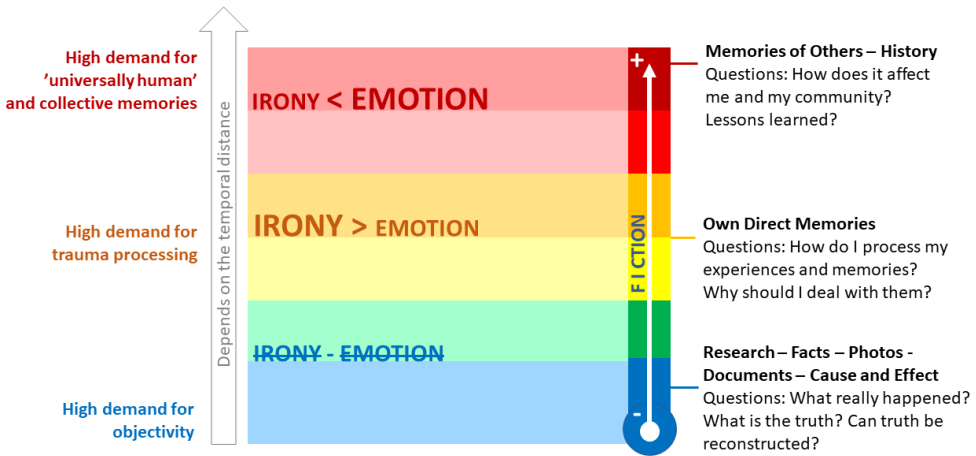 High demand for
’universally human’
and collective memories
High demand for
trauma processing
High demand for
objectivity
Depends on the temporal distance
IRONY < EMOTION
IRONY > EMOTION
IRONY - EMOTION
+
FICTION
-
Memories of Others – History
Questions: How does it affect
me and my community?
Lessons learned?
Own Direct Memories
Questions: How do I process my
experiences and memories?
Why should I deal with them?
Research – Facts – Photos -
Documents – Cause and Effect
Questions: What really happened?
What is the truth? Can truth be
reconstructed?